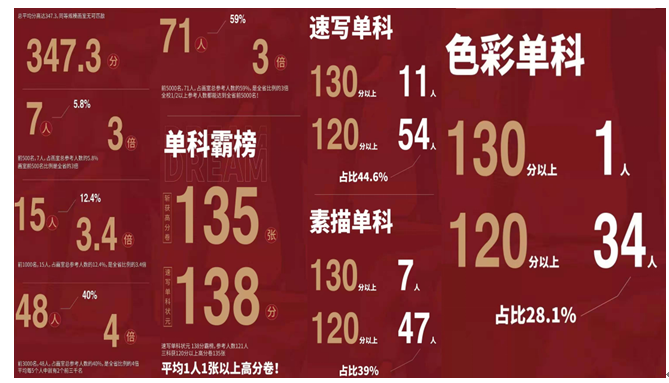 总平均分高达347.3,同等规模画室无可匹敌
347.3分
7人
5.8%
3倍
前500名,7人,占画室总参考人数的5.8%
画室前500名比例是全省的3倍
15人
12.4%
3.4倍
前1000名,15人,占画室总参考人数的12.4%,是全省比例的3.4倍
48人
40%
4倍
前3000名,48人,占画室总参考人数的40%,是全省比例的4倍
平均每5个人中就有2个前三千名
71人
59%
3倍
前5000名,71人,占画室总参考人数的59%,是全省比例的3倍
全校1/2以上参考人数都能达到全省前5000名!
单科霸榜
DREAM
斩获高分卷
135张
速写单科状元
138分
速写单科状元 138分霸榜,参考人数121人
三科获120分以上高分卷135张
平均1人1张以上高分卷!
速写单科
130分以上 11人
120分以上 54人
占比44.6%
素描单科
130分以上 7人
120分以上 47人
占比39%
色彩单科
130分以上 1人
120分以上 34人
占比28.1%